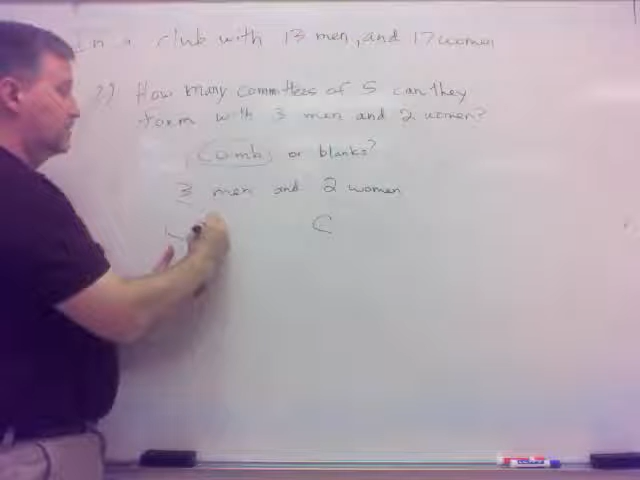 In a club with 13 men, and 17 women
2) How many committees of 5 can they
form with 3 men and 2 women?
Comb or blanks?
3 men and 2 women
C